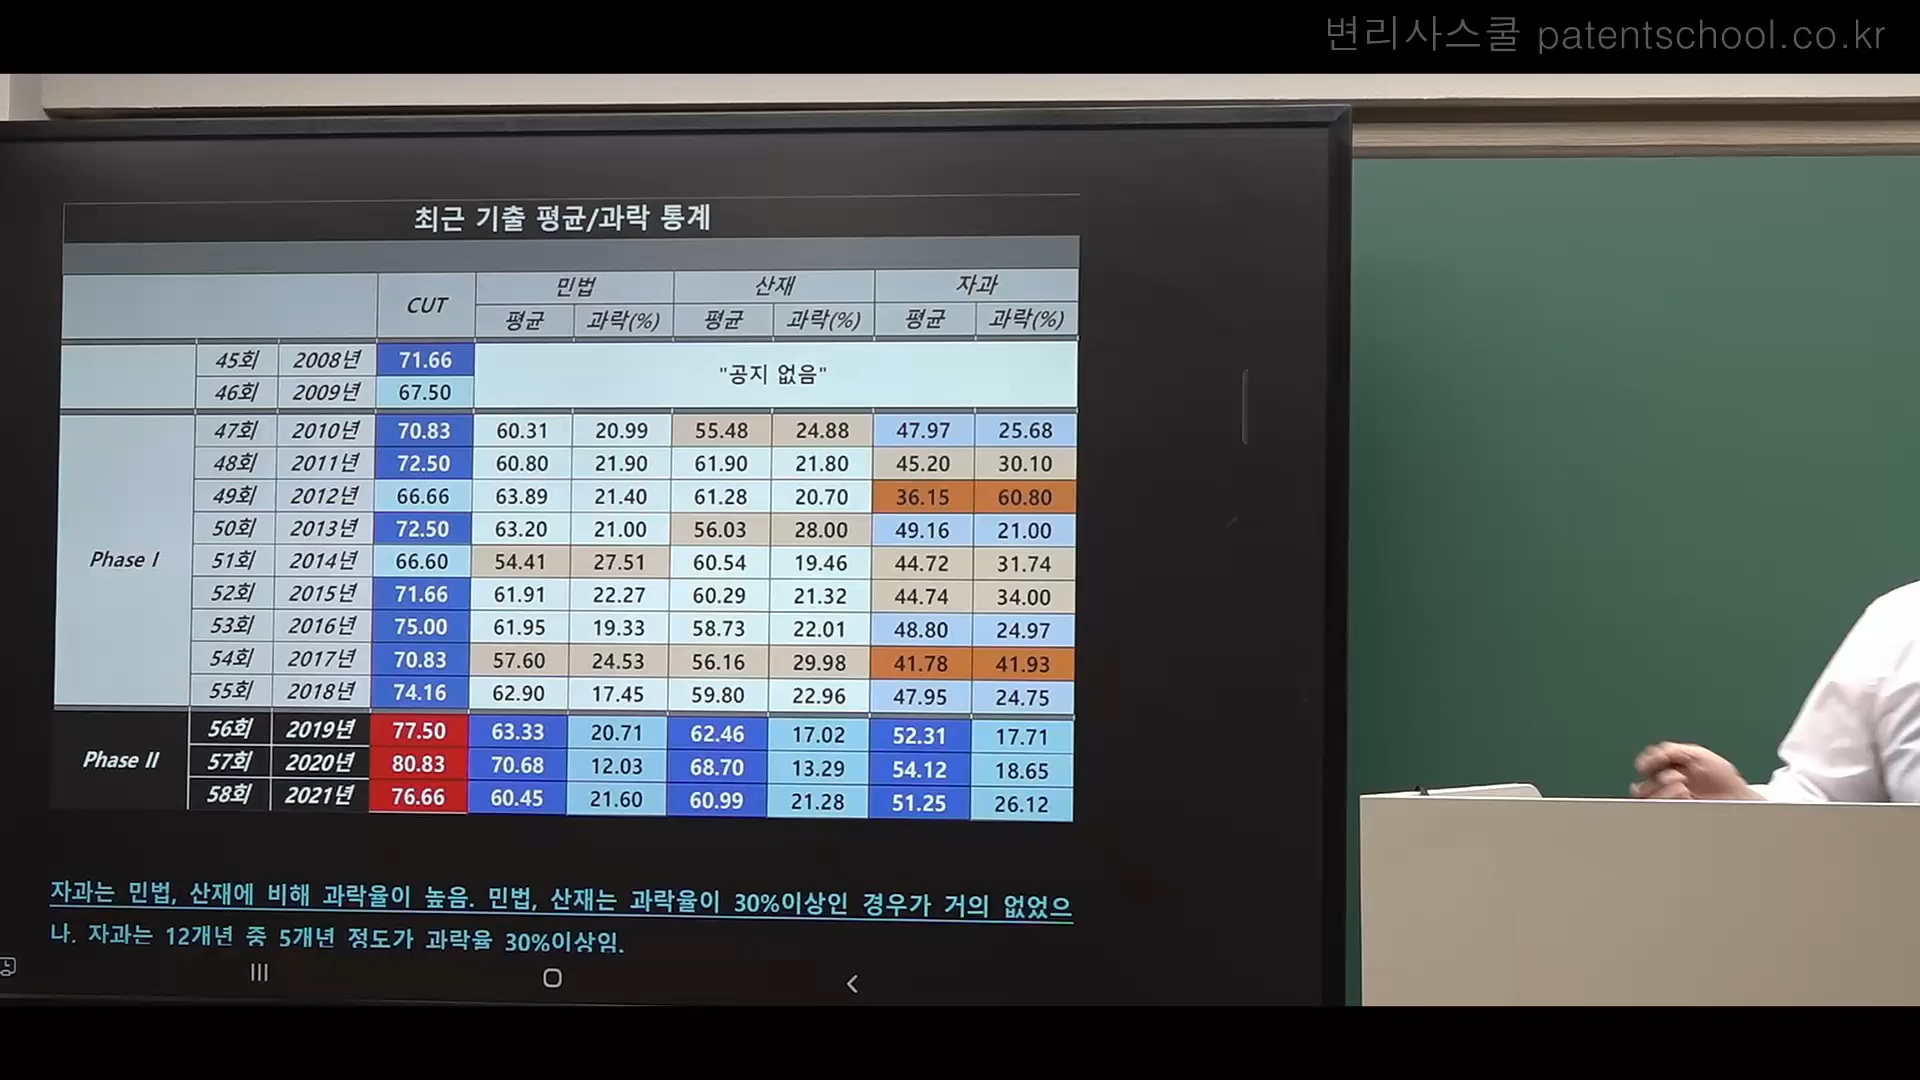 변리사스쿨 patentschool.co.kr
최근 기출 평균/과락 통계
CUT 민법 산재 자과
평균 과락(%) 평균 과락(%) 평균 과락(%)
45회 2008년 71.66 "공지 없음"
46회 2009년 67.50
Phase I
47회 2010년 70.83 60.31 20.99 55.48 24.88 47.97 25.68
48회 2011년 72.50 60.80 21.90 61.90 21.80 45.20 30.10
49회 2012년 66.66 63.89 21.40 61.28 20.70 36.15 60.80
50회 2013년 72.50 63.20 21.00 56.03 28.00 49.16 21.00
51회 2014년 66.60 54.41 27.51 60.54 19.46 44.72 31.74
52회 2015년 71.66 61.91 22.27 60.29 21.32 44.74 34.00
53회 2016년 75.00 61.95 19.33 58.73 22.01 48.80 24.97
54회 2017년 70.83 57.60 24.53 56.16 29.98 41.78 41.93
55회 2018년 74.16 62.90 17.45 59.80 22.96 47.95 24.75
Phase II
56회 2019년 77.50 63.33 20.71 62.46 17.02 52.31 17.71
57회 2020년 80.83 70.68 12.03 68.70 13.29 54.12 18.65
58회 2021년 76.66 60.45 21.60 60.99 21.28 51.25 26.12
자과는 민법, 산재에 비해 과락율이 높음. 민법, 산재는 과락율이 30%이상인 경우가 거의 없었으
나. 자과는 12개년 중 5개년 정도가 과락율 30%이상임.